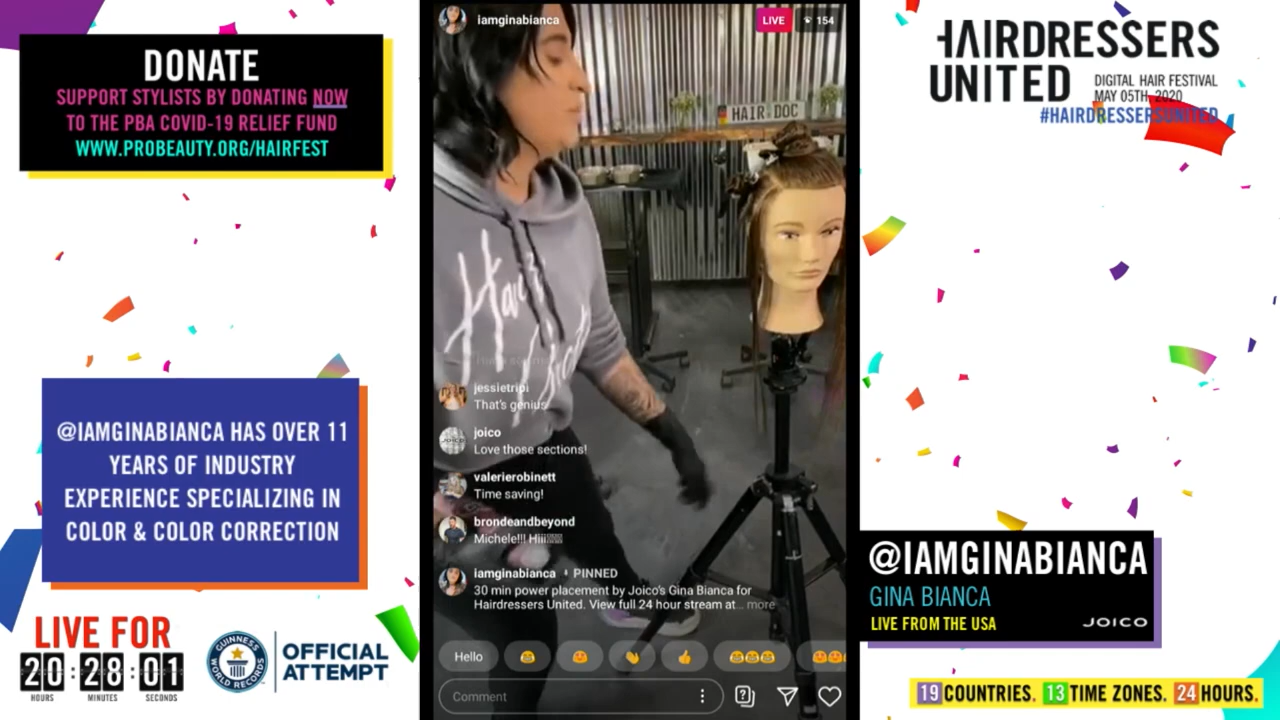 DONATE
SUPPORT STYLISTS BY DONATING NOW
TO THE PBA COVID-19 RELIEF FUND
WWW.PROBEAUTY.ORG/HAIRFEST
@IAMGINABIANCA HAS OVER 11
YEARS OF INDUSTRY
EXPERIENCE SPECIALIZING IN
COLOR & COLOR CORRECTION
LIVE FOR
20:28:01
HOURS MINUTES SECONDS
GUINNESS
WORLD RECORDS
OFFICIAL
ATTEMPT
iamginabianca
LIVE 154
HAIR DOC
jessietripi
That's genius
joico
Love those sections!
valerierobinett
Time saving!
brondeandbeyond
Michele!!! Hi
iamginabianca PINNED
30 min power placement by Joico's Gina Bianca for
Hairdressers United. View full 24 hour stream at... more
Hello
Comment
HAIRDRESSERS
UNITED
DIGITAL HAIR FESTIVAL
MAY 05TH, 2020
#HAIRDRESSERSUNITED
@IAMGINABIANCA
GINA BIANCA
LIVE FROM THE USA
JOICO
19 COUNTRIES. 13 TIME ZONES. 24 HOURS.